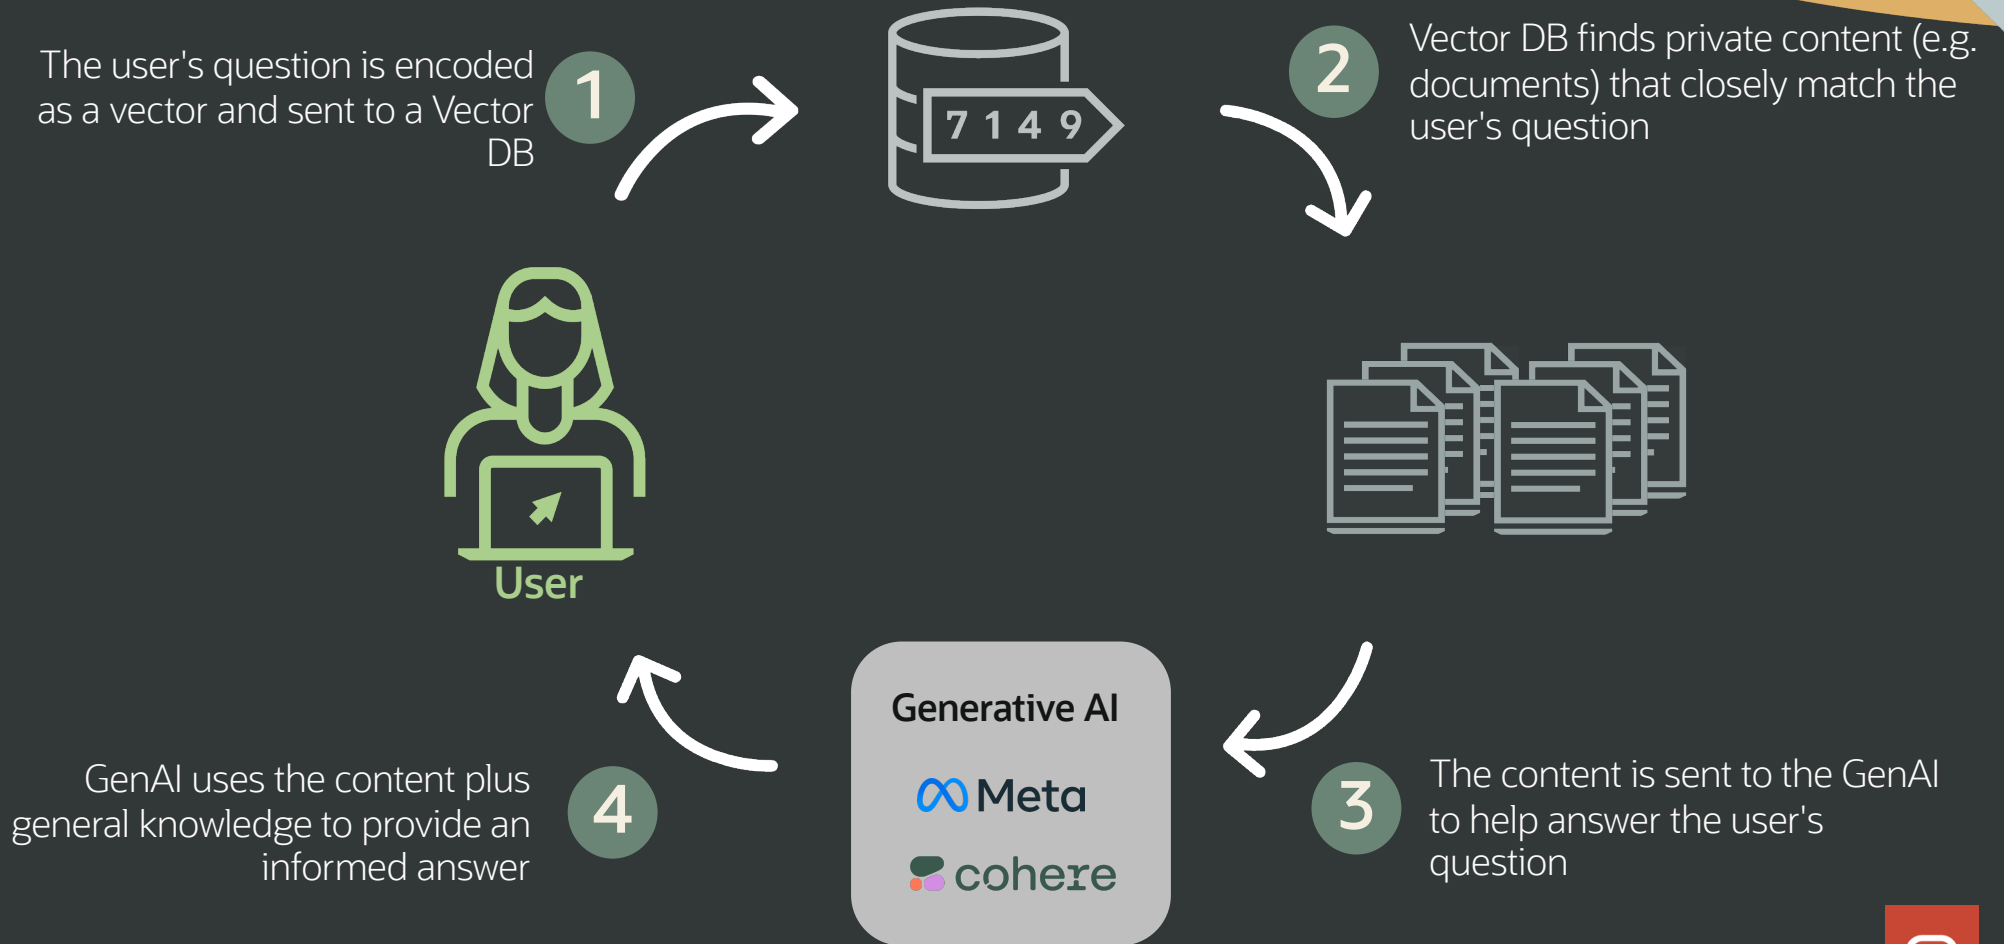 The user's question is encoded
as a vector and sent to a Vector
DB
1
7 1 4 9
2
Vector DB finds private content (e.g.
documents) that closely match the
user's question
User
Generative AI
Meta
cohere
3
The content is sent to the GenAI
to help answer the user's
question
4
GenAI uses the content plus
general knowledge to provide an
informed answer